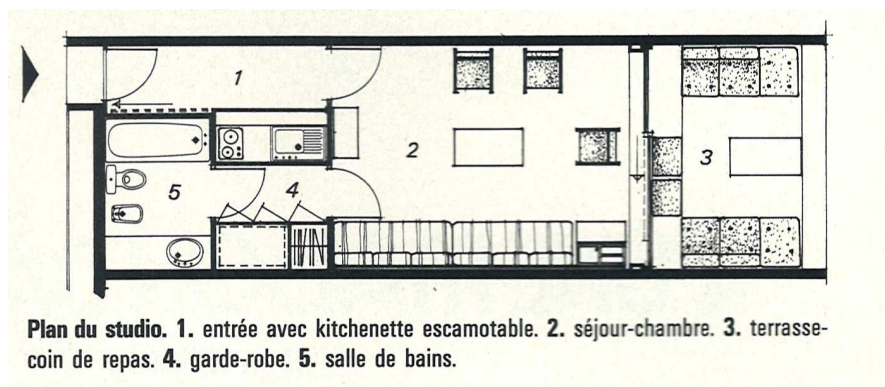 1
2
3
4
5
Plan du studio. 1. entrée avec kitchenette escamotable. 2. séjour-chambre. 3. terrasse-
coin de repas. 4. garde-robe. 5. salle de bains.